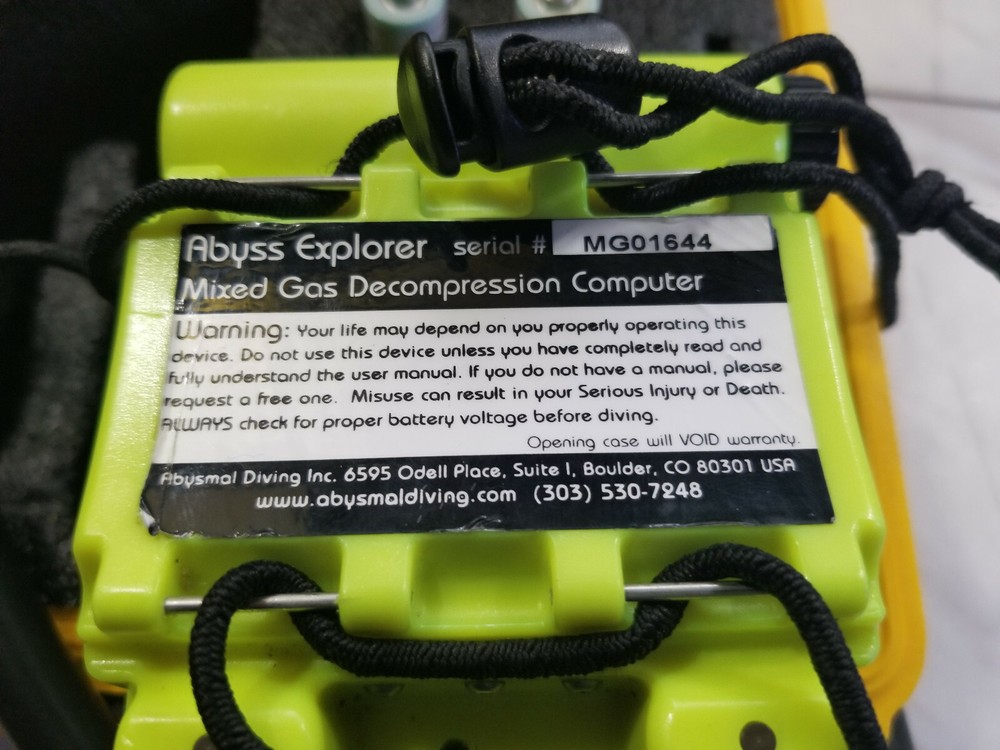 Abyss Explorer serial # MG01644
Mixed Gas Decompression Computer
Warning: Your life may depend on you properly operating this
device. Do not use this device unless you have completely read and
fully understand the user manual. If you do not have a manual, please
request a free one. Misuse can result in your Serious Injury or Death.
ALWAYS check for proper battery voltage before diving.
Opening case will VOID warranty.
Abysmal Diving Inc. 6595 Odell Place, Suite I, Boulder, CO 80301 USA
www.abysmaldiving.com (303) 530-7248